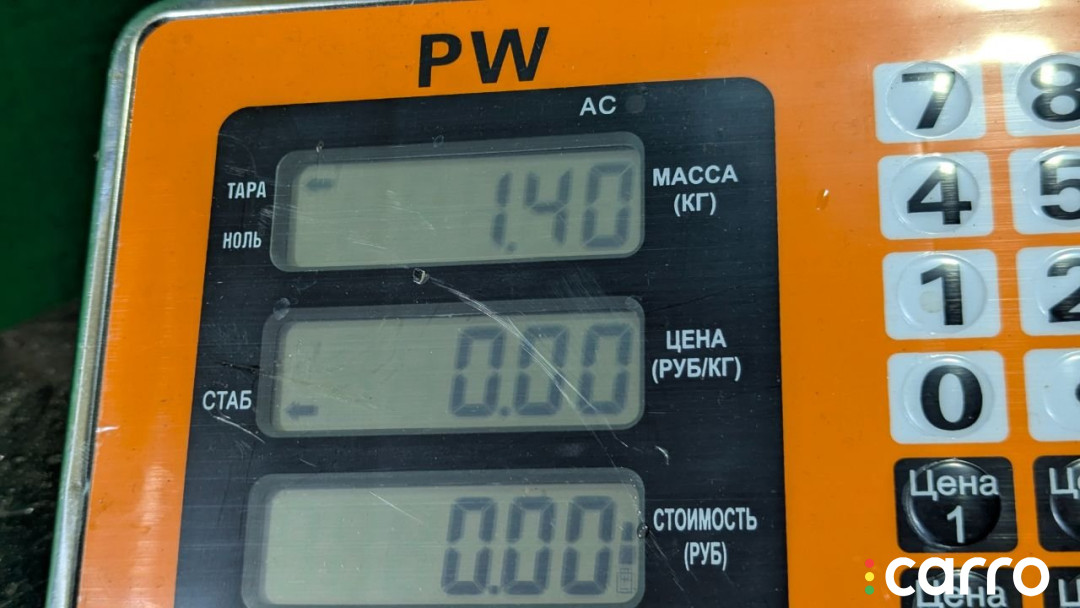 PW
AC
ТАРА
1.40
МАССА
(КГ)
НОЛЬ
0.00
ЦЕНА
(РУБ/КГ)
СТАБ
0.00
СТОИМОСТЬ
(РУБ)
7
8
4
5
1
2
0
Цена
1
Цена
carro